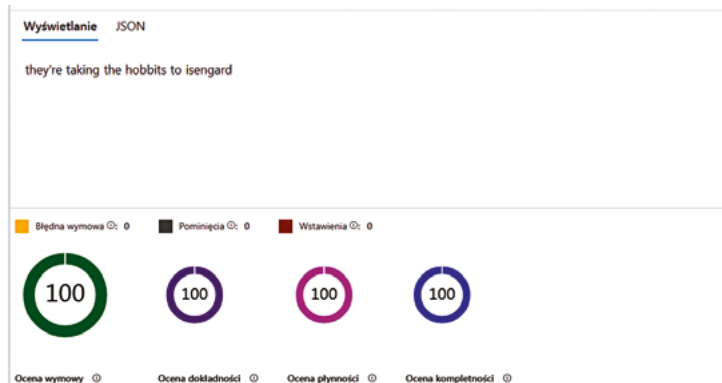 Wyświetlanie JSON
they're taking the hobbits to isengard
Błędna wymowa ⓘ: 0 Pominięcia ⓘ: 0 Wstawienia ⓘ: 0
100 100 100 100
Ocena wymowy ⓘ Ocena dokładności ⓘ Ocena płynności ⓘ Ocena kompletności ⓘ